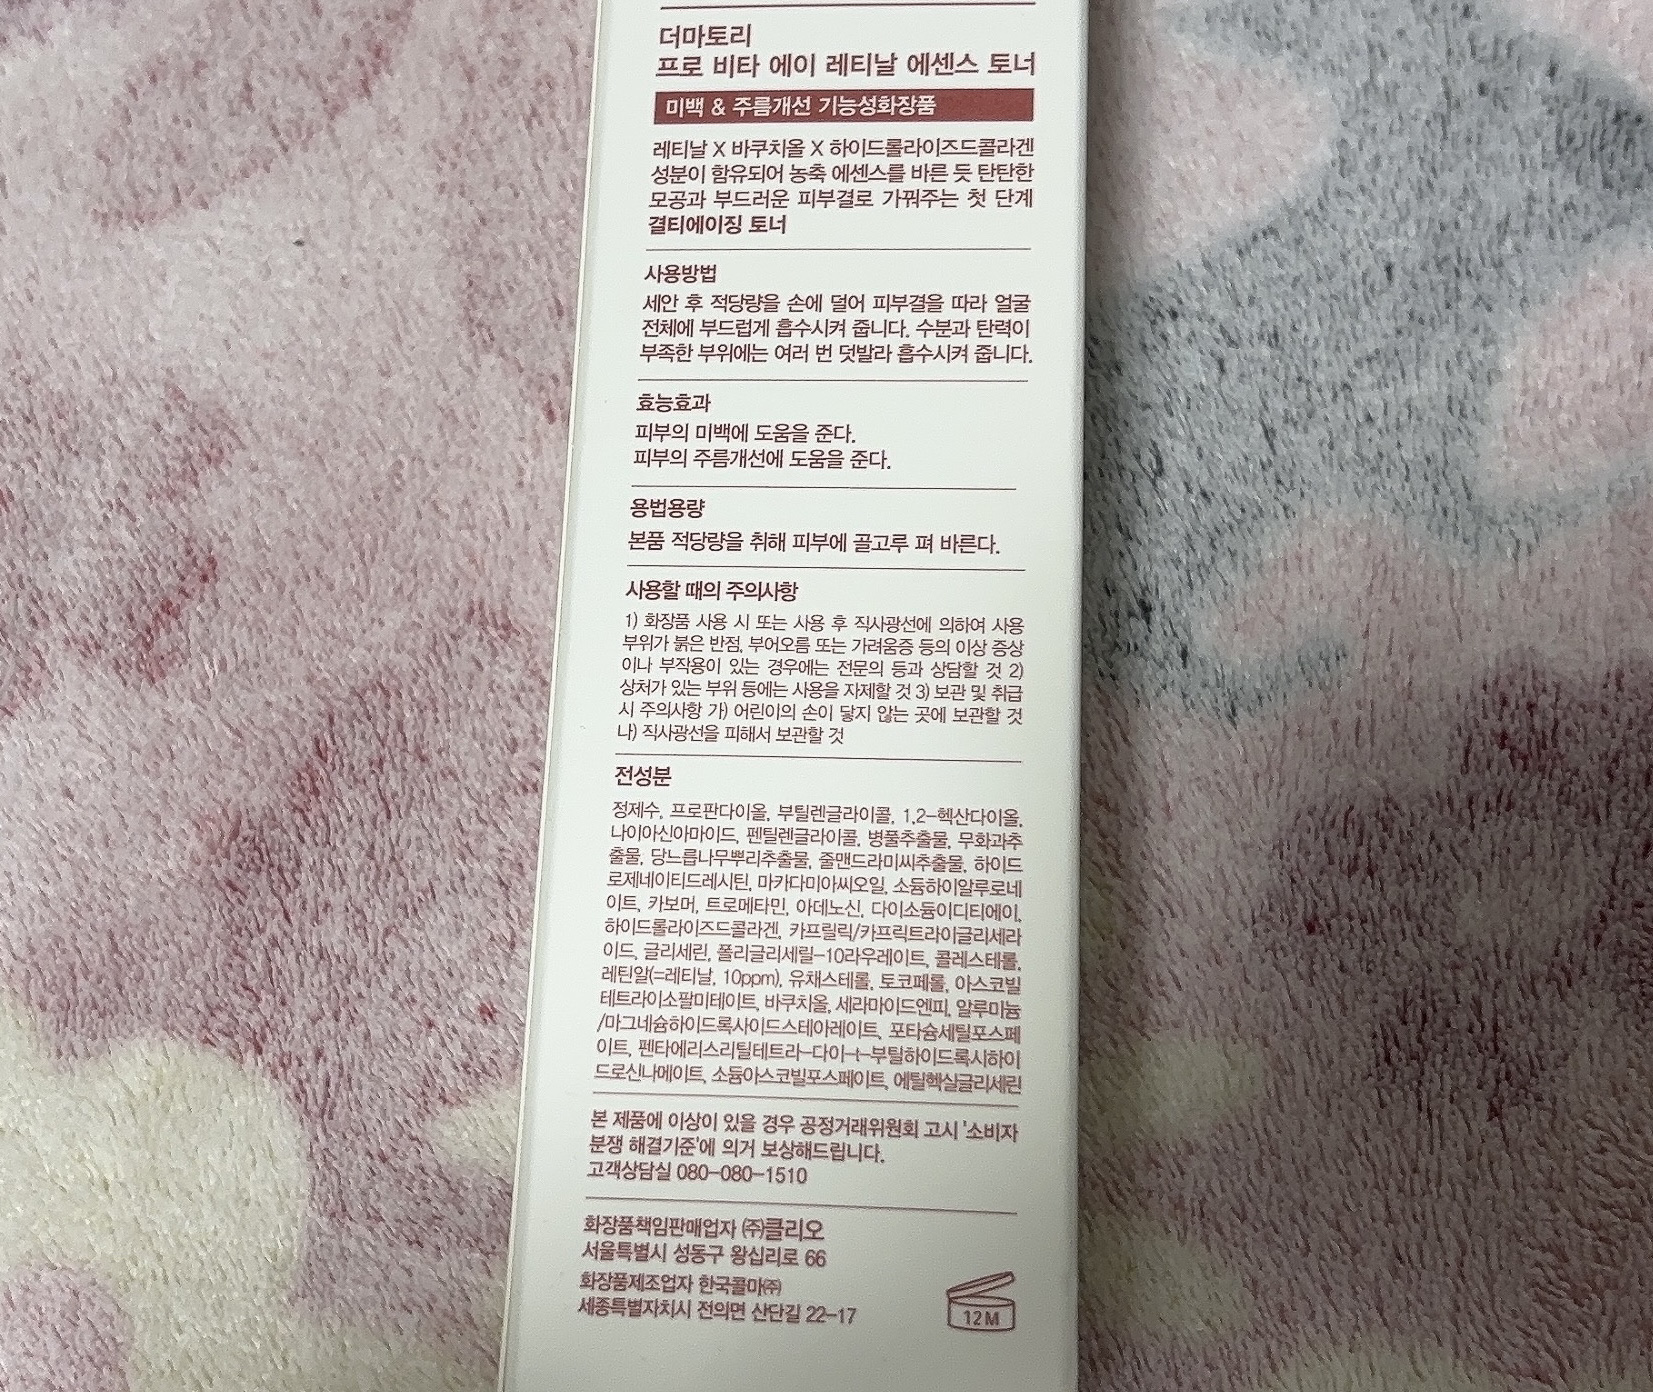 더마토리
프로 비타 에이 레티날 에센스 토너
미백 & 주름개선 기능성화장품
레티날 X 바쿠치올 X 하이드롤라이즈드콜라겐
성분이 함유되어 농축 에센스를 바른 듯 탄탄한
모공과 부드러운 피부결로 가꿔주는 첫 단계
결티에이징 토너
사용방법
세안 후 적당량을 손에 덜어 피부결을 따라 얼굴
전체에 부드럽게 흡수시켜 줍니다. 수분과 탄력이
부족한 부위에는 여러 번 덧발라 흡수시켜 줍니다.
효능효과
피부의 미백에 도움을 준다.
피부의 주름개선에 도움을 준다.
용법용량
본품 적당량을 취해 피부에 골고루 펴 바른다.
사용할 때의 주의사항
1) 화장품 사용 시 또는 사용 후 직사광선에 의하여 사용
부위가 붉은 반점, 부어오름 또는 가려움증 등의 이상 증상
이나 부작용이 있는 경우에는 전문의 등과 상담할 것 2)
상처가 있는 부위 등에는 사용을 자제할 것 3) 보관 및 취급
시 주의사항 가) 어린이의 손이 닿지 않는 곳에 보관할 것
나) 직사광선을 피해서 보관할 것
전성분
정제수, 프로판다이올, 부틸렌글라이콜, 1,2-헥산다이올,
나이아신아마이드, 펜틸렌글라이콜, 병풀추출물, 무화과추
출물, 당느릅나무뿌리추출물, 줄맨드라미씨추출물, 하이드
로제네이티드레시틴, 마카다미아씨오일, 소듐하이알루로네
이트, 카보머, 트로메타민, 아데노신, 다이소듐이디티에이,
하이드롤라이즈드콜라겐, 카프릴릭/카프릭트라이글리세라
이드, 글리세린, 폴리글리세릴-10라우레이트, 콜레스테롤,
레틴알(=레티날, 10ppm), 유채스테롤, 토코페롤, 아스코빌
테트라이소팔미테이트, 바쿠치올, 세라마이드엔피, 알루미늄
/마그네슘하이드록사이드스테아레이트, 포타슘세틸포스페
이트, 펜타에리스리틸테트라-다이-t-부틸하이드록시하이
드로신나메이트, 소듐아스코빌포스페이트, 에틸헥실글리세린
본 제품에 이상이 있을 경우 공정거래위원회 고시 '소비자
분쟁 해결기준'에 의거 보상해드립니다.
고객상담실 080-080-1510
화장품책임판매업자 ㈜클리오
서울특별시 성동구 왕십리로 66
화장품제조업자 한국콜마㈜
세종특별자치시 전의면 산단길 22-17
12M